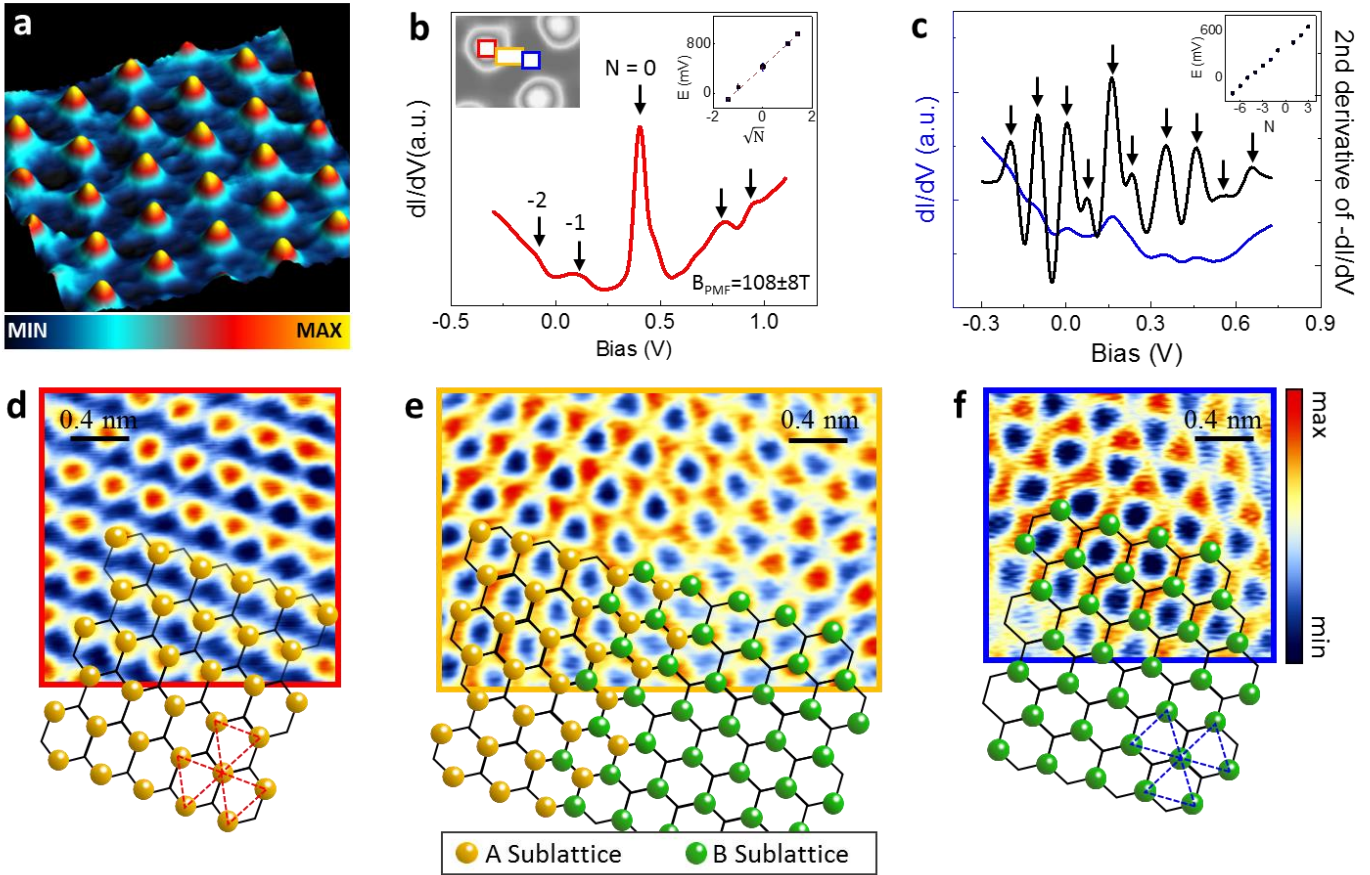 a
MIN
MAX
b
N = 0
-2
-1
B_PMF=108±8T
dI/dV(a.u.)
-0.5
0.0
0.5
1.0
Bias (V)
E (mV)
800
0
-2
0
2
√N
c
dI/dV (a.u.)
2nd derivative of -dI/dV
-0.3
0.0
0.3
0.6
0.9
Bias (V)
E (mV)
600
0
-6
-3
0
3
N
d
0.4 nm
e
0.4 nm
f
0.4 nm
max
min
A Sublattice
B Sublattice